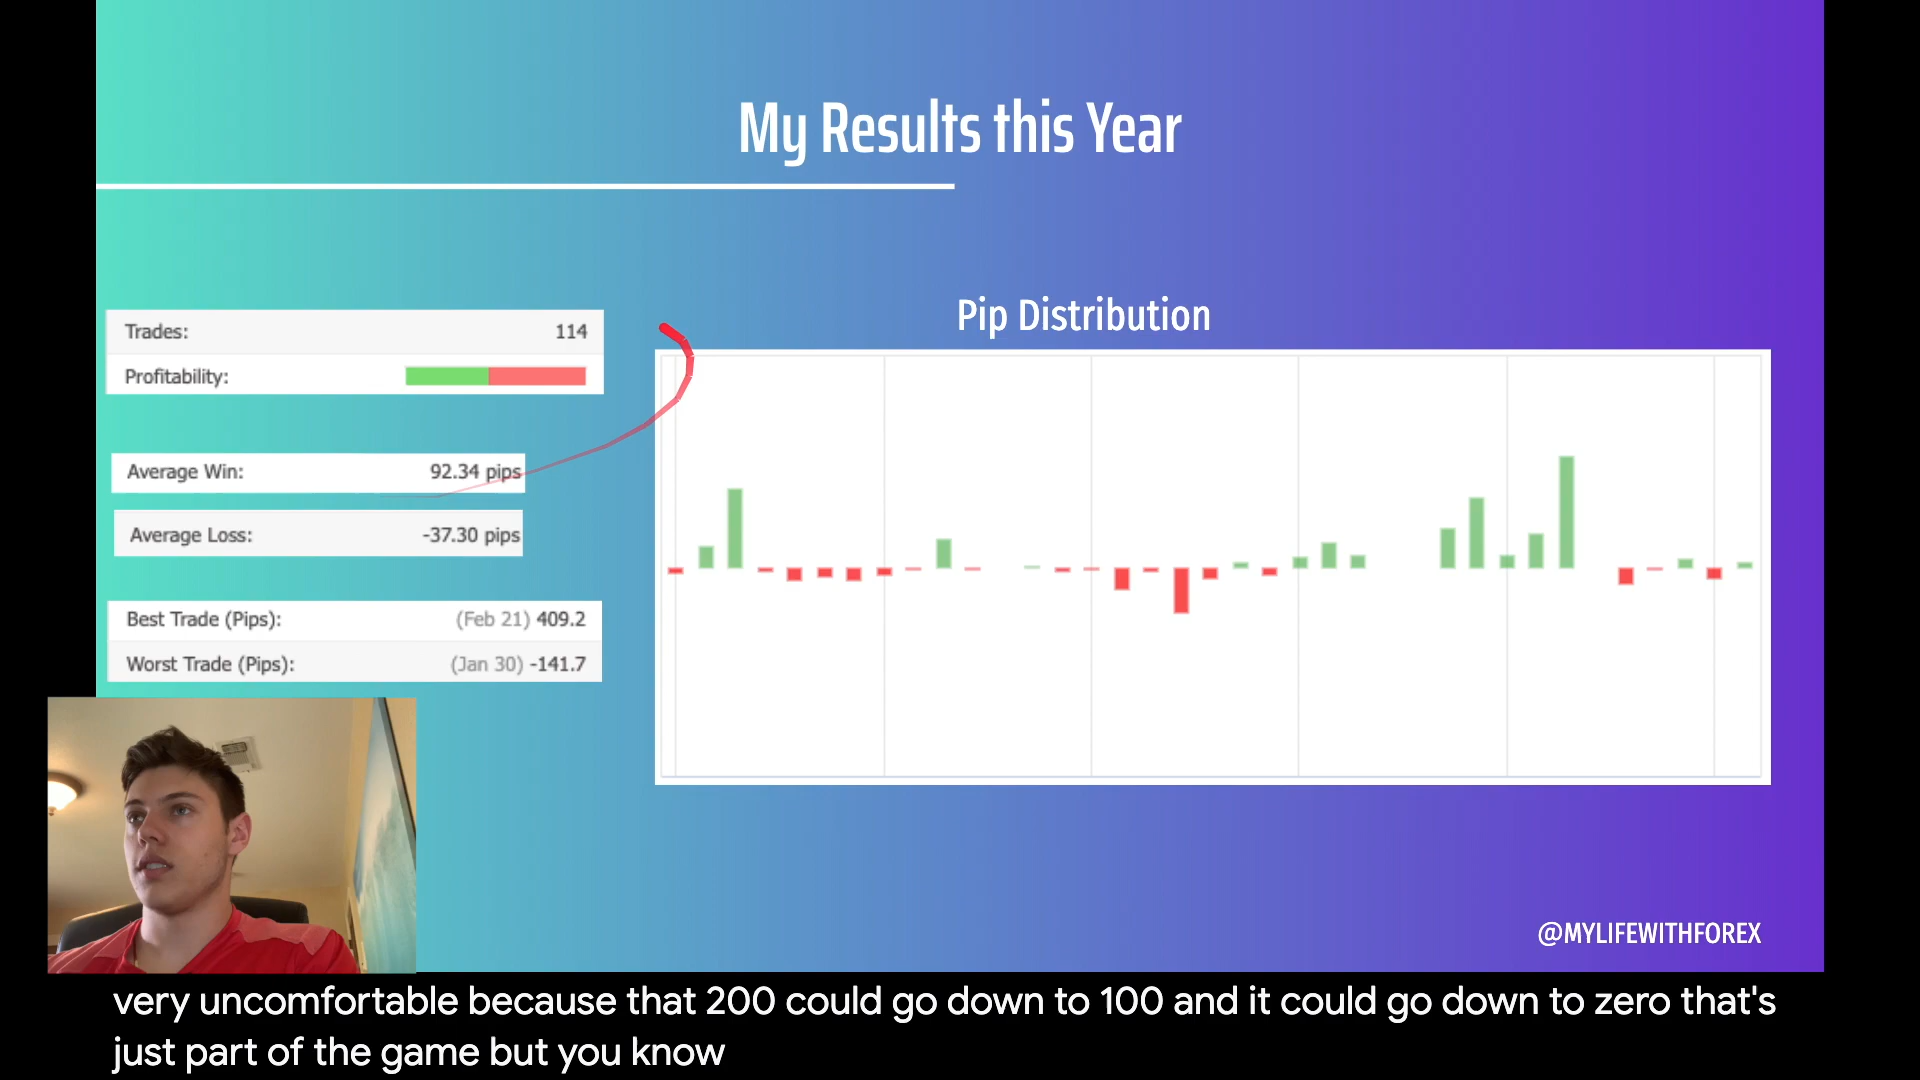 My Results this Year
Pip Distribution
Trades: 114
Profitability:
Average Win: 92.34 pips
Average Loss: -37.30 pips
Best Trade (Pips): (Feb 21) 409.2
Worst Trade (Pips): (Jan 30) -141.7
@MYLIFEWITHFOREX
very uncomfortable because that 200 could go down to 100 and it could go down to zero that's
just part of the game but you know